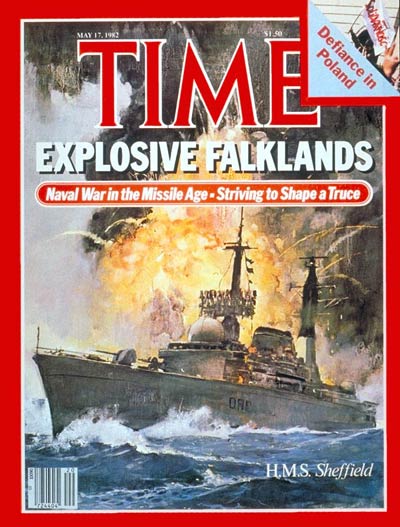 MAY 17, 1982
$1.50
Defiance in
Poland
TIME
EXPLOSIVE FALKLANDS
Naval War in the Missile Age - Striving to Shape a Truce
H.M.S. Sheffield
20